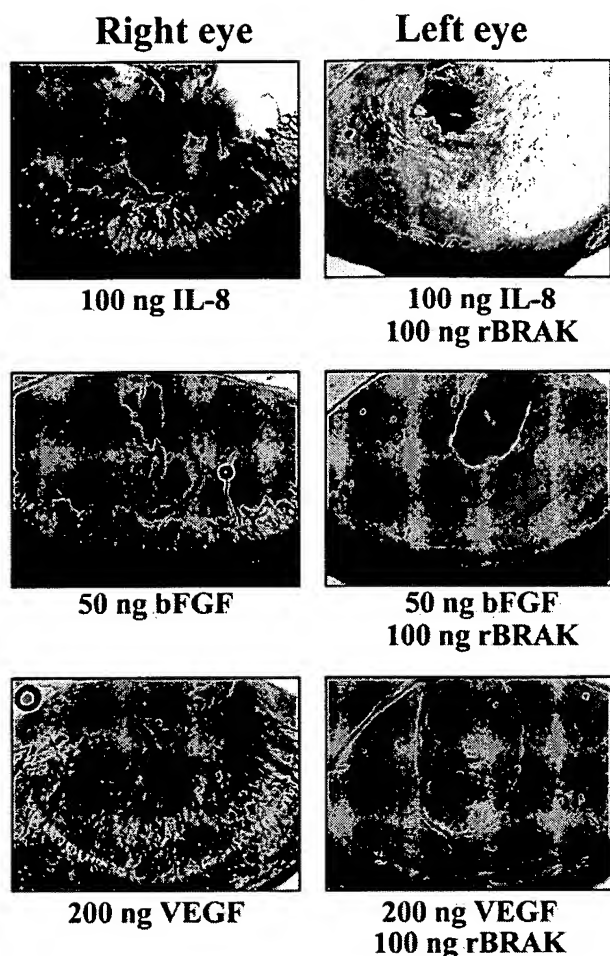 Right eye
Left eye
100 ng IL-8
100 ng IL-8
100 ng rBRAK
50 ng bFGF
50 ng bFGF
100 ng rBRAK
200 ng VEGF
200 ng VEGF
100 ng rBRAK